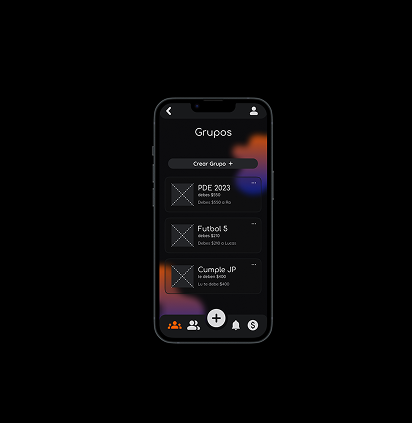 Grupos
Crear Grupo +
PDE 2023
debes $550
Debes $550 a Ra
Futbol 5
debes $210
Debes $210 a Lucas
Cumple JP
te deben $400
Lu te debe $400